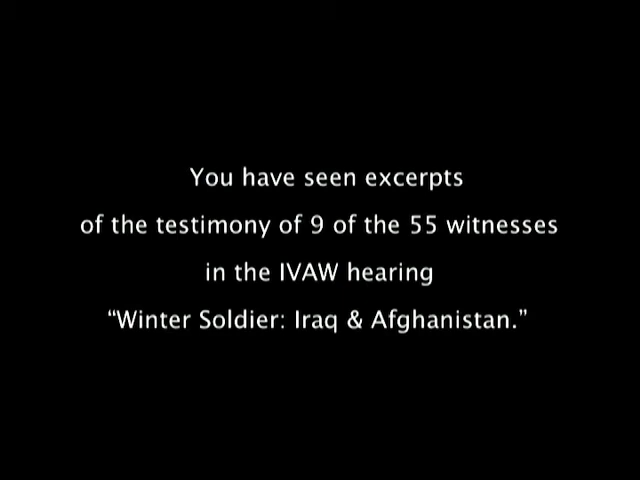 You have seen excerpts
of the testimony of 9 of the 55 witnesses
in the IVAW hearing
“Winter Soldier: Iraq & Afghanistan.”